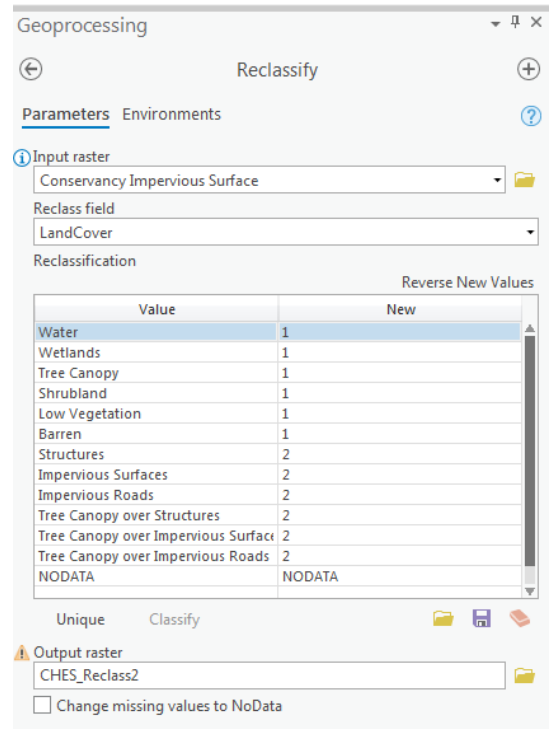 Geoprocessing
Reclassify
Parameters Environments
Input raster
Conservancy Impervious Surface
Reclass field
LandCover
Reclassification
Reverse New Values
Value New
Water 1
Wetlands 1
Tree Canopy 1
Shrubland 1
Low Vegetation 1
Barren 1
Structures 2
Impervious Surfaces 2
Impervious Roads 2
Tree Canopy over Structures 2
Tree Canopy over Impervious Surface 2
Tree Canopy over Impervious Roads 2
NODATA NODATA
Unique Classify
Output raster
CHES_Reclass2
Change missing values to NoData